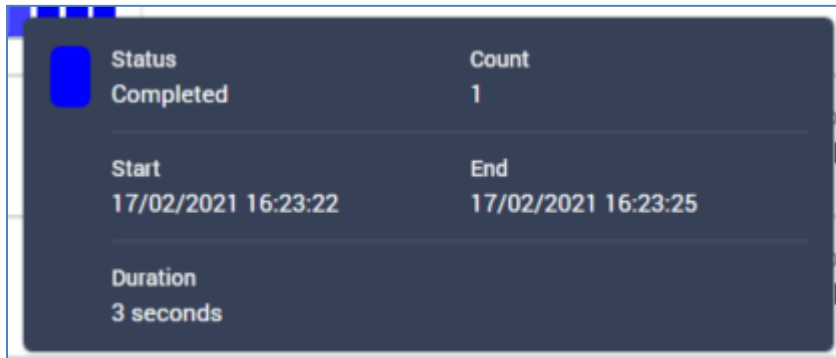 Status Count
Completed 1
Start End
17/02/2021 16:23:22 17/02/2021 16:23:25
Duration
3 seconds